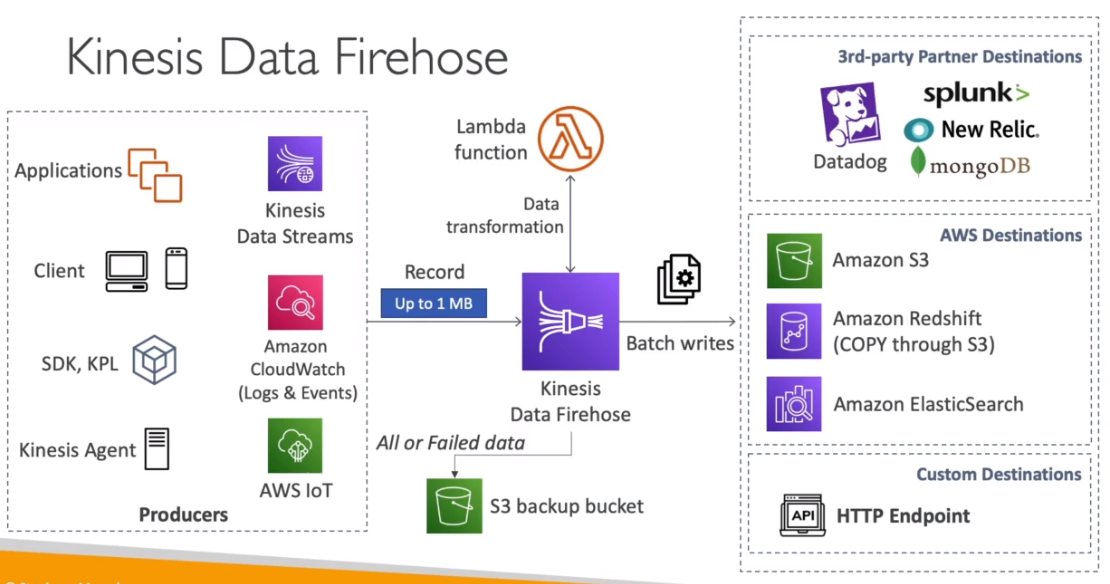 Kinesis Data Firehose
Applications
Client
SDK, KPL
Kinesis Agent
Kinesis
Data Streams
Amazon
CloudWatch
(Logs & Events)
AWS IoT
Producers
Record
Up to 1 MB
Lambda
function
Data
transformation
Kinesis
Data Firehose
All or Failed data
S3 backup bucket
Batch writes
3rd-party Partner Destinations
Datadog
splunk>
New Relic.
mongoDB
AWS Destinations
Amazon S3
Amazon Redshift
(COPY through S3)
Amazon ElasticSearch
Custom Destinations
API
HTTP Endpoint